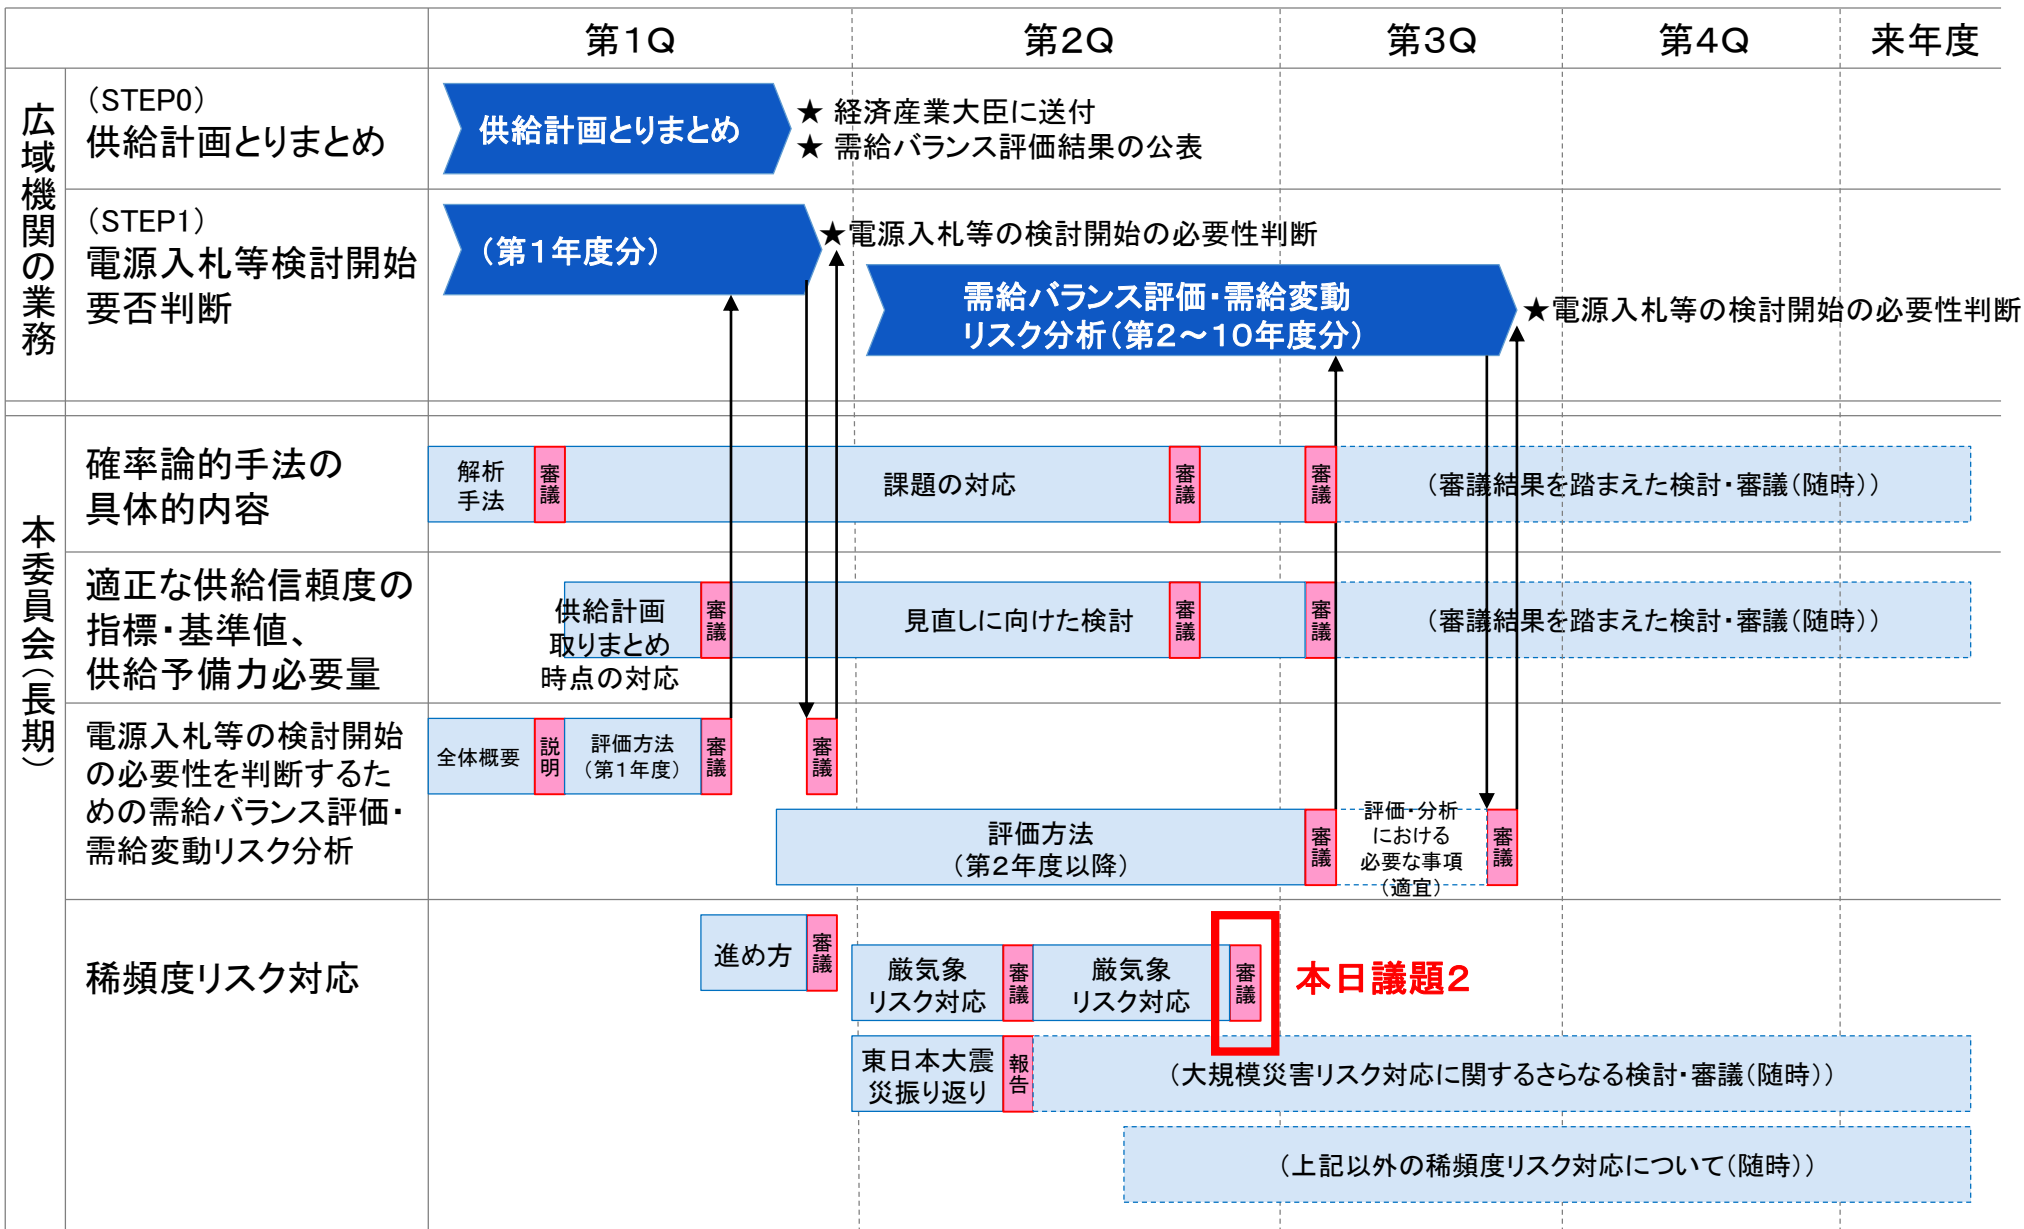 第1Q
第2Q
第3Q
第4Q
来年度
広域機関の業務
（STEP0）
供給計画とりまとめ
供給計画とりまとめ
★ 経済産業大臣に送付
★ 需給バランス評価結果の公表
（STEP1）
電源入札等検討開始
要否判断
（第１年度分）
★電源入札等の検討開始の必要性判断
需給バランス評価・需給変動
リスク分析（第２～１０年度分）
★電源入札等の検討開始の必要性判断
本委員会（長期）
確率論的手法の
具体的内容
解析
手法
審議
課題の対応
審議
審議
（審議結果を踏まえた検討・審議（随時））
適正な供給信頼度の
指標・基準値、
供給予備力必要量
供給計画
取りまとめ
時点の対応
審議
見直しに向けた検討
審議
審議
（審議結果を踏まえた検討・審議（随時））
電源入札等の検討開始
の必要性を判断するた
めの需給バランス評価・
需給変動リスク分析
全体概要
説明
評価方法
（第１年度）
審議
審議
評価方法
（第２年度以降）
審議
評価・分析
における
必要な事項
（適宜）
審議
稀頻度リスク対応
進め方
審議
厳気象
リスク対応
審議
厳気象
リスク対応
審議
本日議題２
東日本大震
災振り返り
報告
（大規模災害リスク対応に関するさらなる検討・審議（随時））
（上記以外の稀頻度リスク対応について（随時））